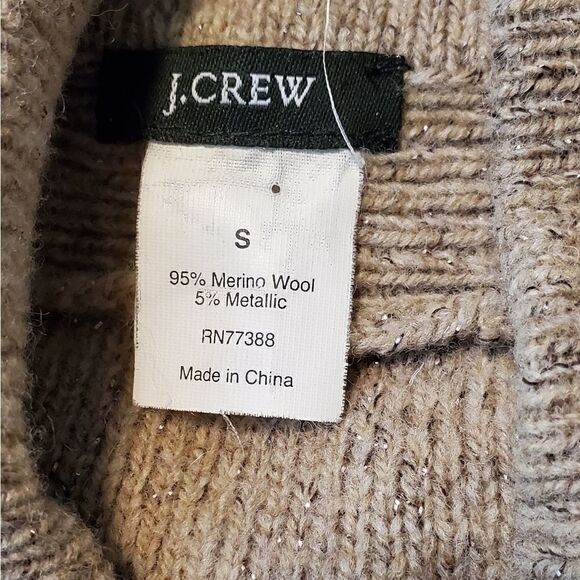 J.CREW
S
95% Merino Wool
5% Metallic
RN77388
Made in China